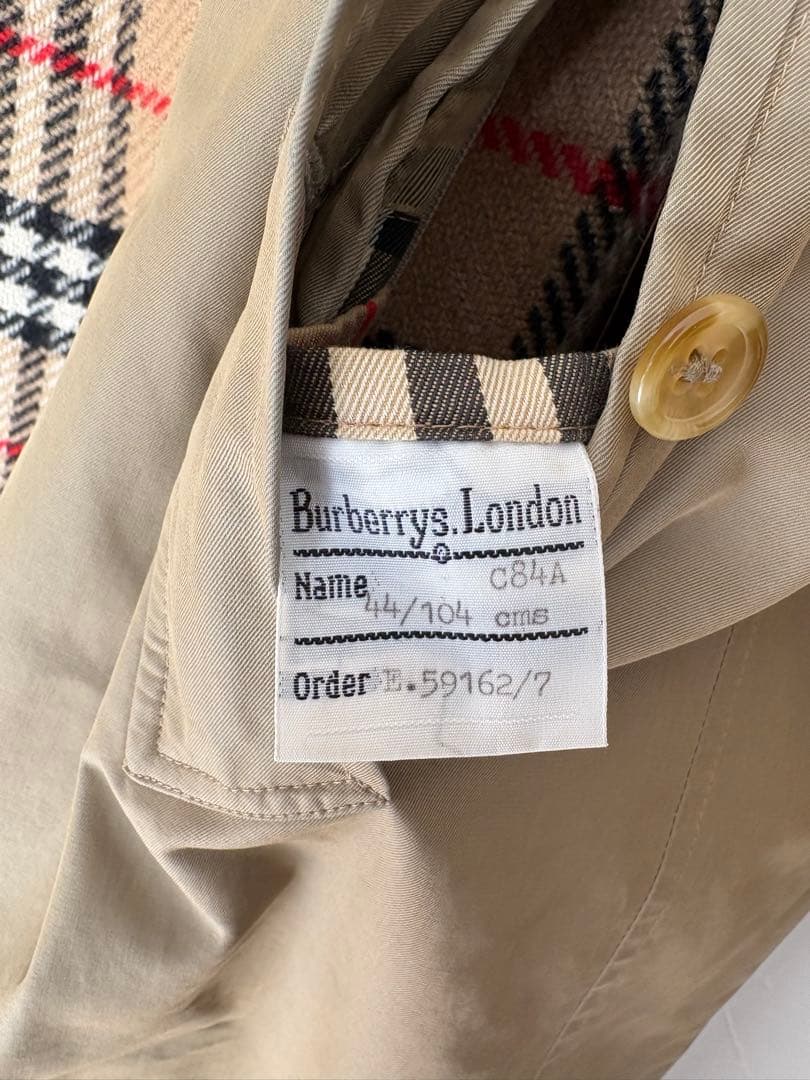 Burberrys.London
Name C84A
44/104 cms
Order E.59162/7